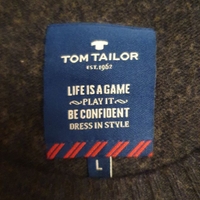 TOM TAILOR
EST. 1962
LIFE IS A GAME
PLAY IT
BE CONFIDENT
DRESS IN STYLE
L